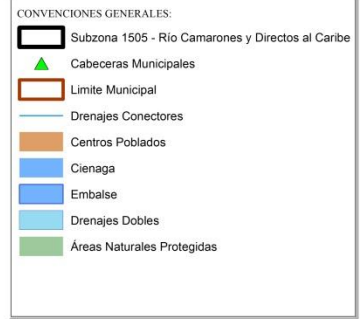 CONVENCIONES GENERALES:
Subzona 1505 - Río Camarones y Directos al Caribe
Cabeceras Municipales
Limite Municipal
Drenajes Conectores
Centros Poblados
Cienaga
Embalse
Drenajes Dobles
Áreas Naturales Protegidas